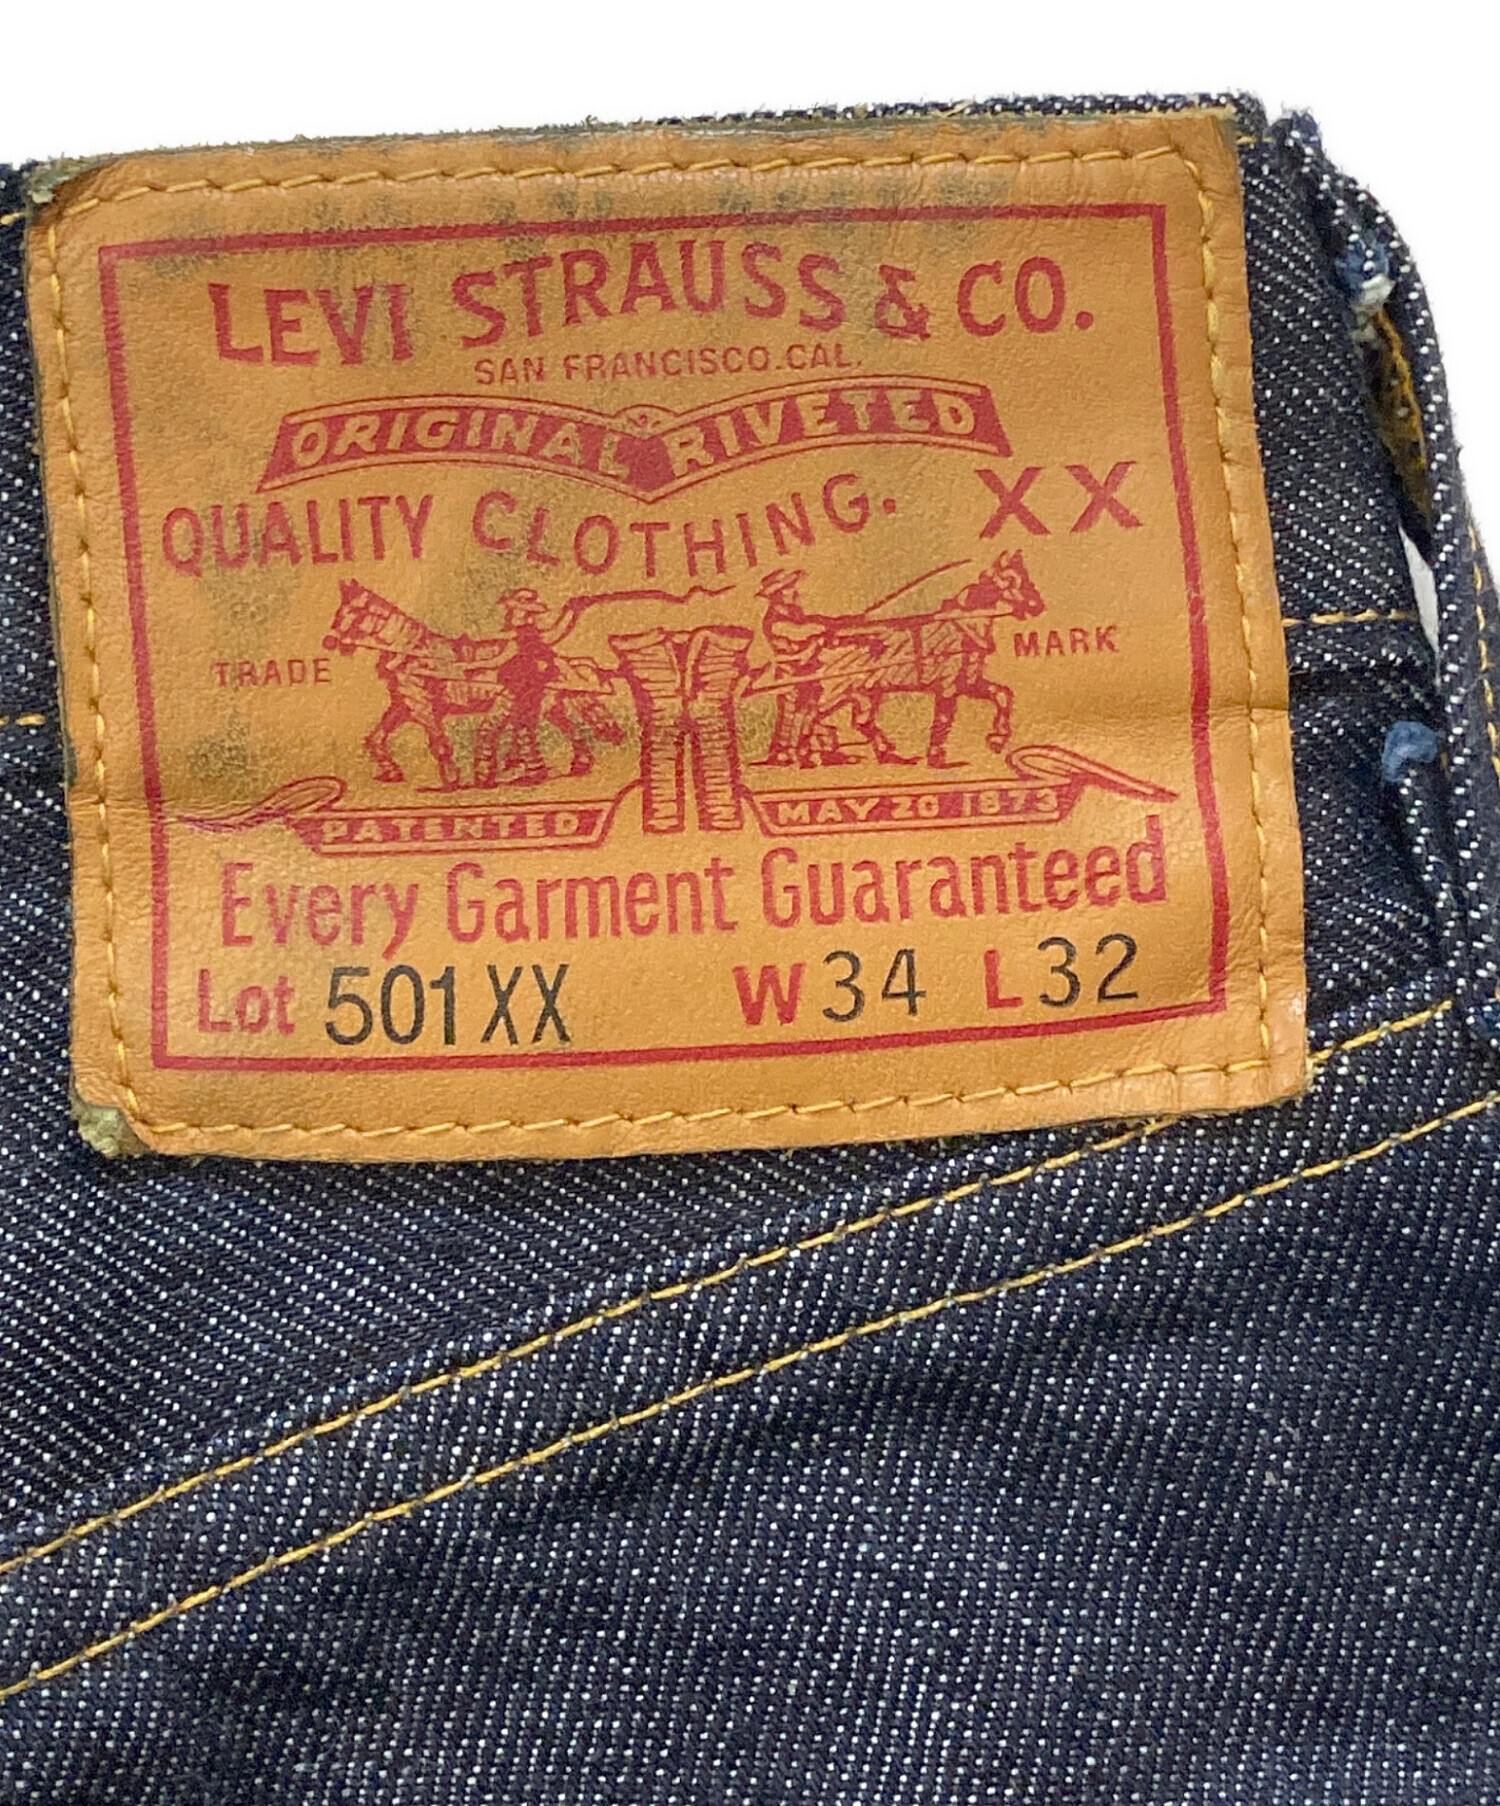 LEVI STRAUSS & CO.
SAN FRANCISCO. CAL.
ORIGINAL RIVETED
QUALITY CLOTHING. XX
TRADE MARK
PATENTED MAY 20 1873
Every Garment Guaranteed
Lot 501XX W34 L32